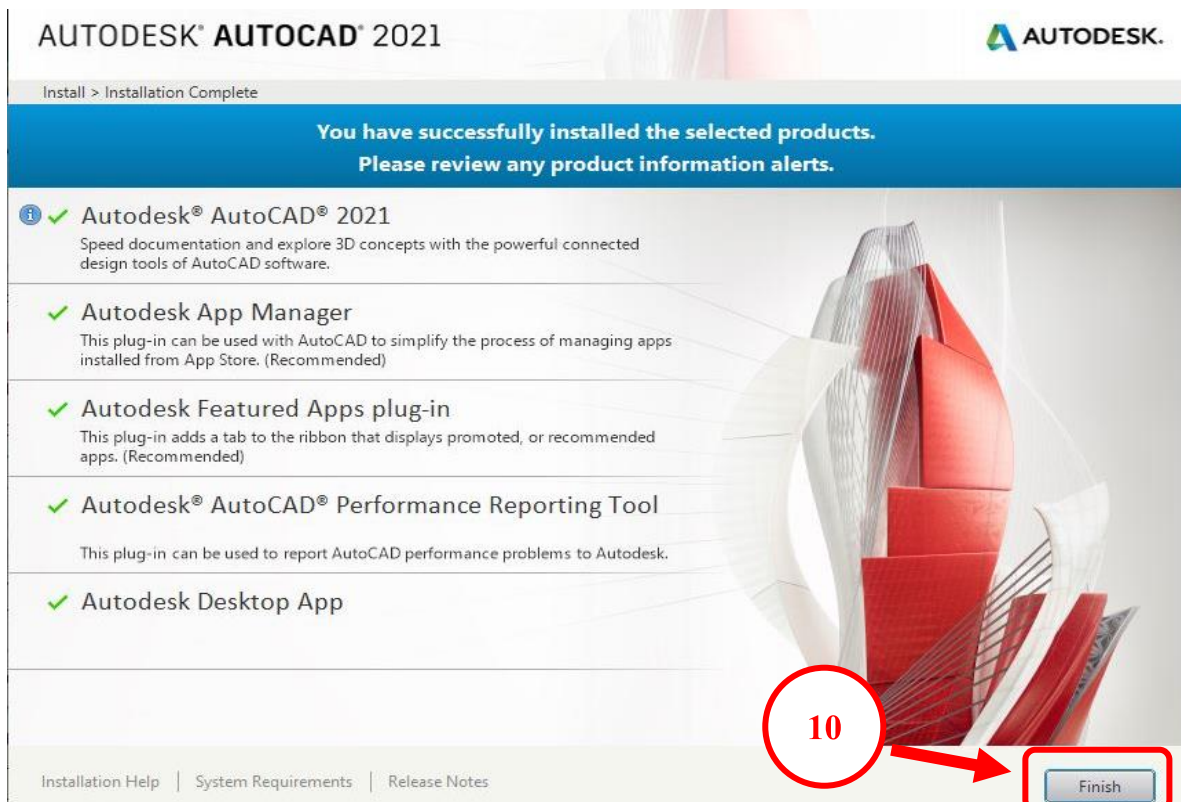 AUTODESK® AUTOCAD® 2021
AUTODESK.
Install > Installation Complete
You have successfully installed the selected products.
Please review any product information alerts.
Autodesk® AutoCAD® 2021
Speed documentation and explore 3D concepts with the powerful connected
design tools of AutoCAD software.
Autodesk App Manager
This plug-in can be used with AutoCAD to simplify the process of managing apps
installed from App Store. (Recommended)
Autodesk Featured Apps plug-in
This plug-in adds a tab to the ribbon that displays promoted, or recommended
apps. (Recommended)
Autodesk® AutoCAD® Performance Reporting Tool
This plug-in can be used to report AutoCAD performance problems to Autodesk.
Autodesk Desktop App
10
Installation Help | System Requirements | Release Notes
Finish